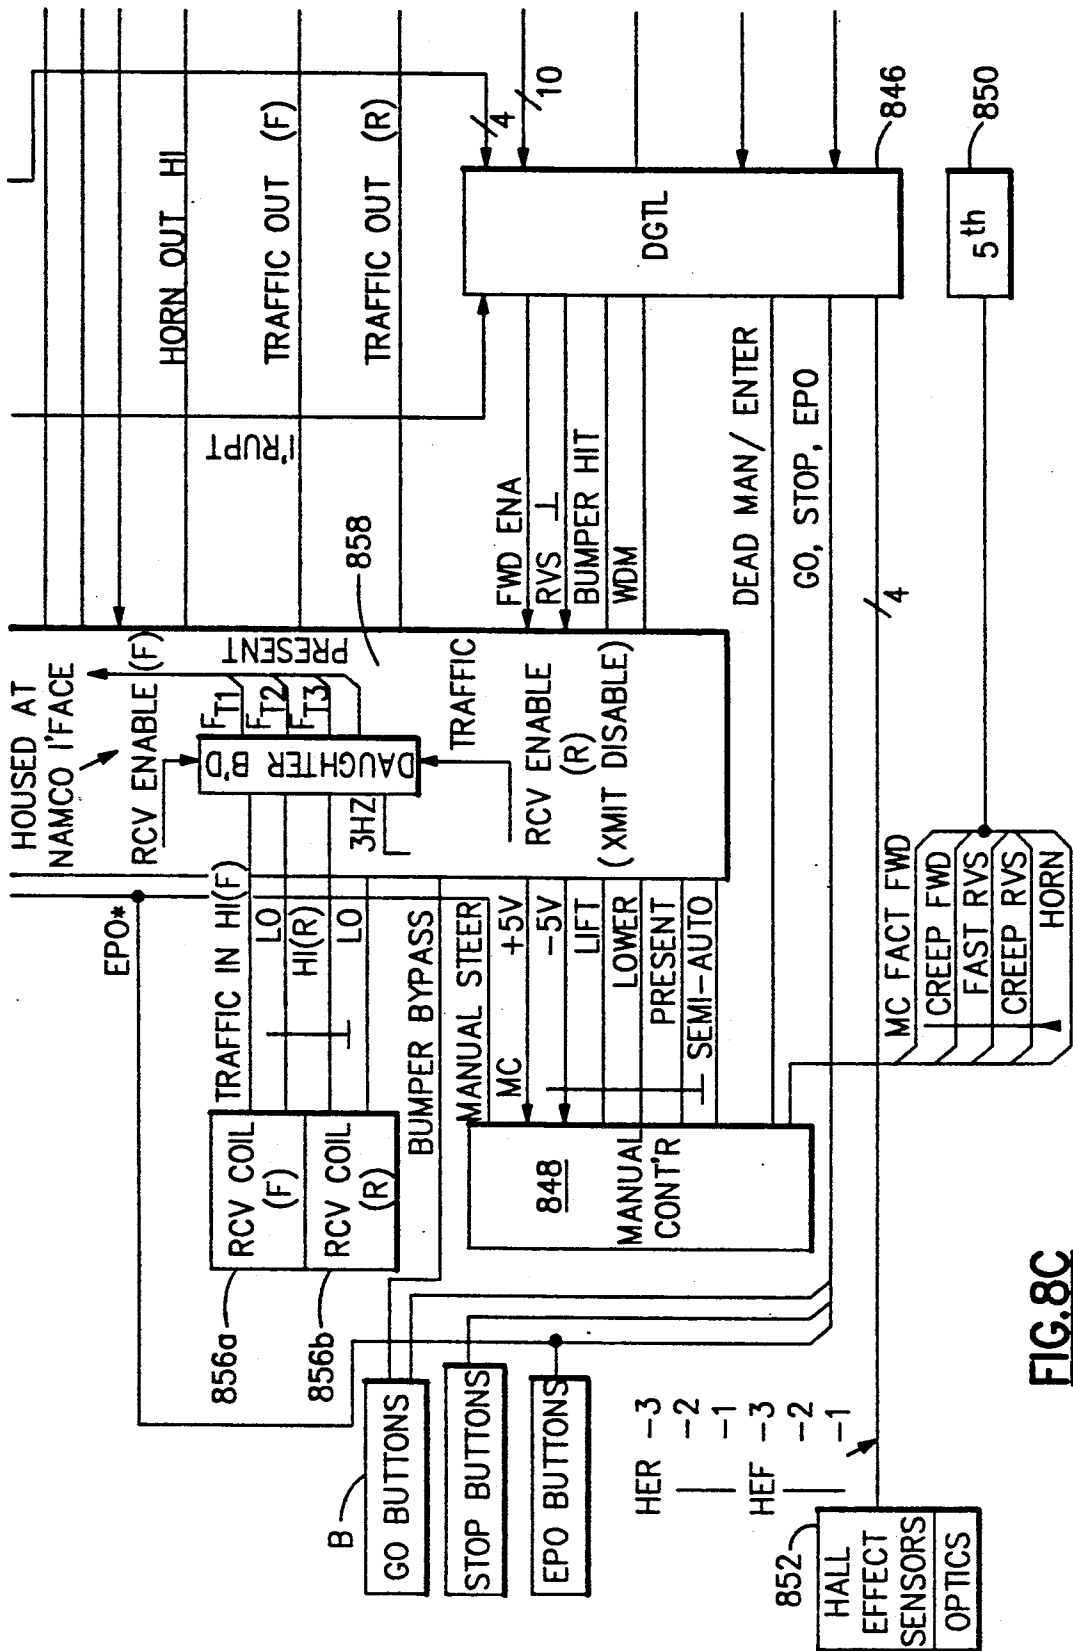 HOUSED AT
NAMCO I'FACE
RCV ENABLE (F)
PRESENT
858
FT1
FT2
FT3
DAUGHTER B'D
3HZ
TRAFFIC
RCV ENABLE
(R)
(XMIT DISABLE)
I'RUPT
HORN OUT HI
TRAFFIC OUT (F)
TRAFFIC OUT (R)
4
10
846
DGTL
850
5th
FWD ENA
RVS
BUMPER HIT
WDM
DEAD MAN/ ENTER
GO, STOP, EPO
4
EPO*
TRAFFIC IN HI(F)
LO
HI(R)
LO
BUMPER BYPASS
MANUAL STEER
MC +5V
-5V
LIFT
LOWER
PRESENT
SEMI-AUTO
MC FACT FWD
CREEP FWD
FAST RVS
CREEP RVS
HORN
856a
RCV COIL
(F)
856b
RCV COIL
(R)
848
MANUAL
CONT'R
B
GO BUTTONS
STOP BUTTONS
EPO BUTTONS
HER -3
-2
-1
HEF -3
-2
-1
852
HALL
EFFECT
SENSORS
OPTICS
FIG.8C